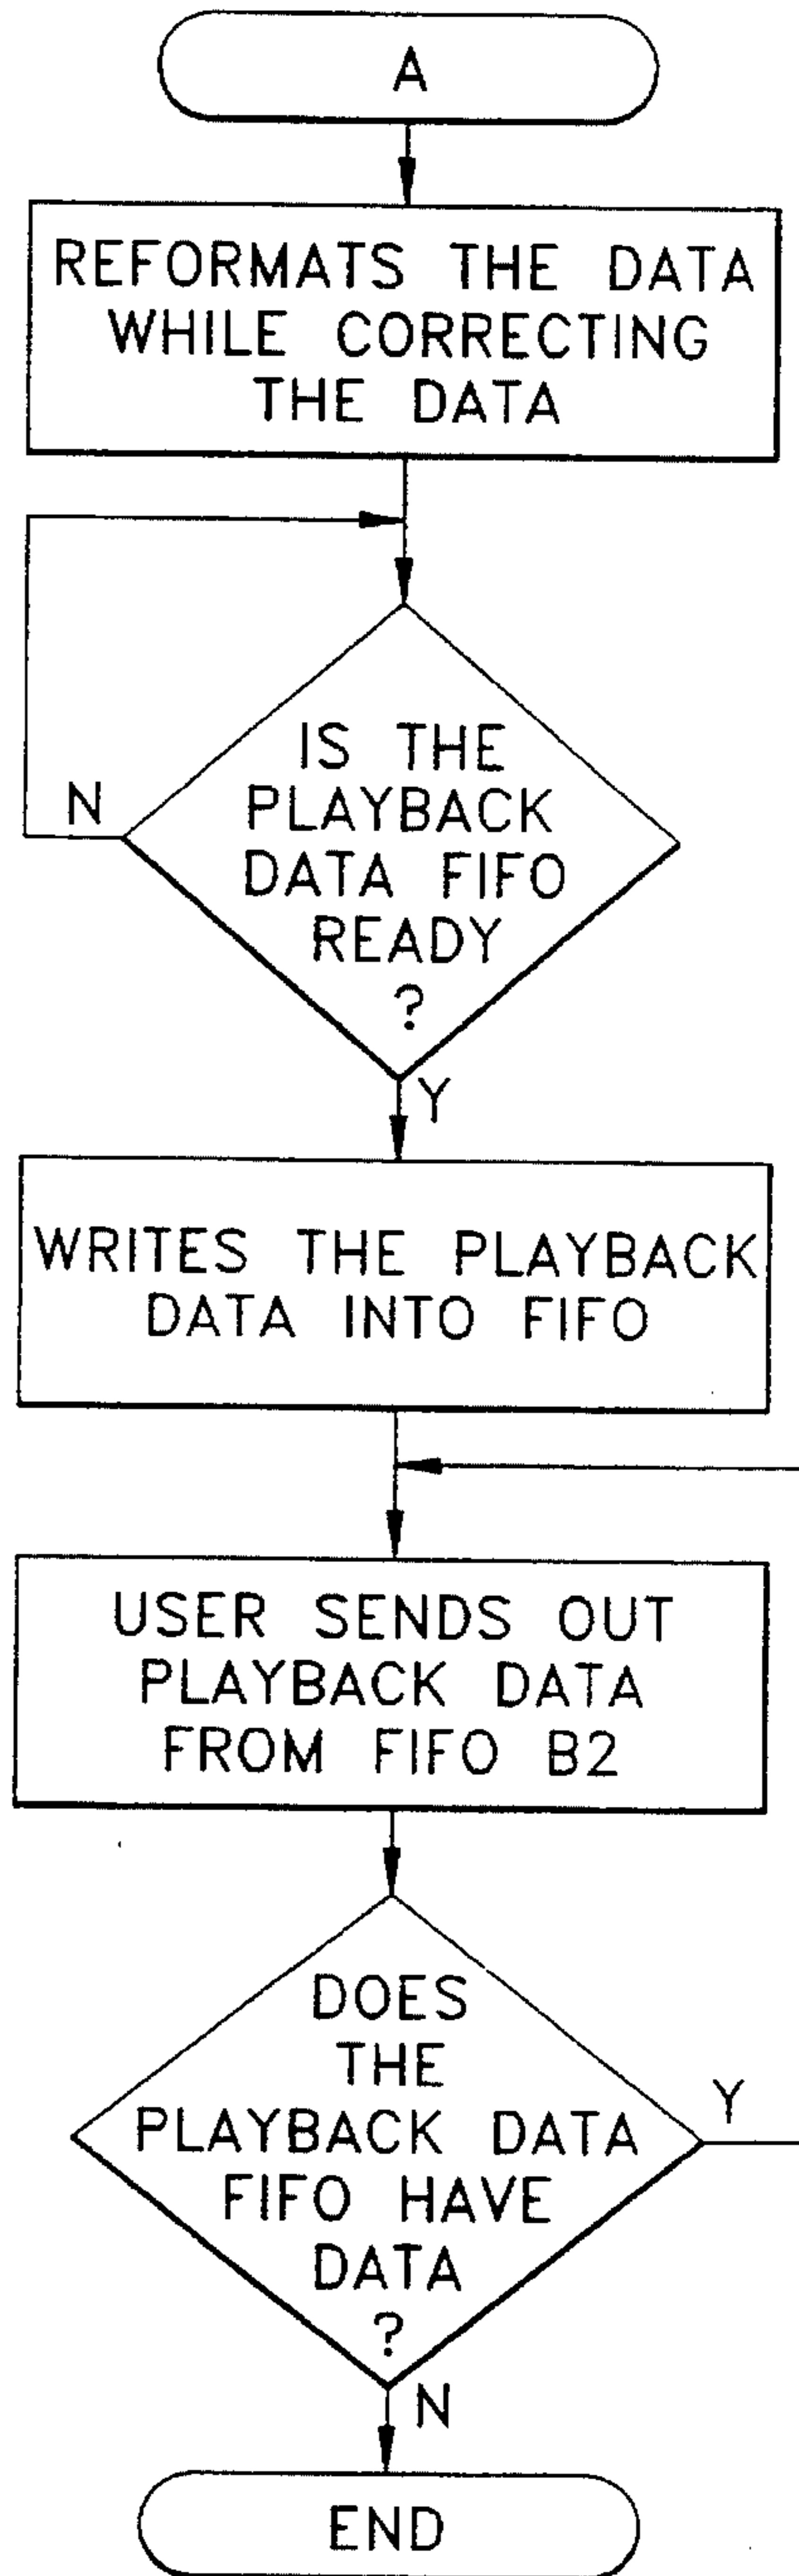 A
REFORMATS THE DATA
WHILE CORRECTING
THE DATA
IS THE
PLAYBACK
DATA FIFO
READY
?
N
Y
WRITES THE PLAYBACK
DATA INTO FIFO
USER SENDS OUT
PLAYBACK DATA
FROM FIFO B2
DOES
THE
PLAYBACK DATA
FIFO HAVE
DATA
?
Y
N
END